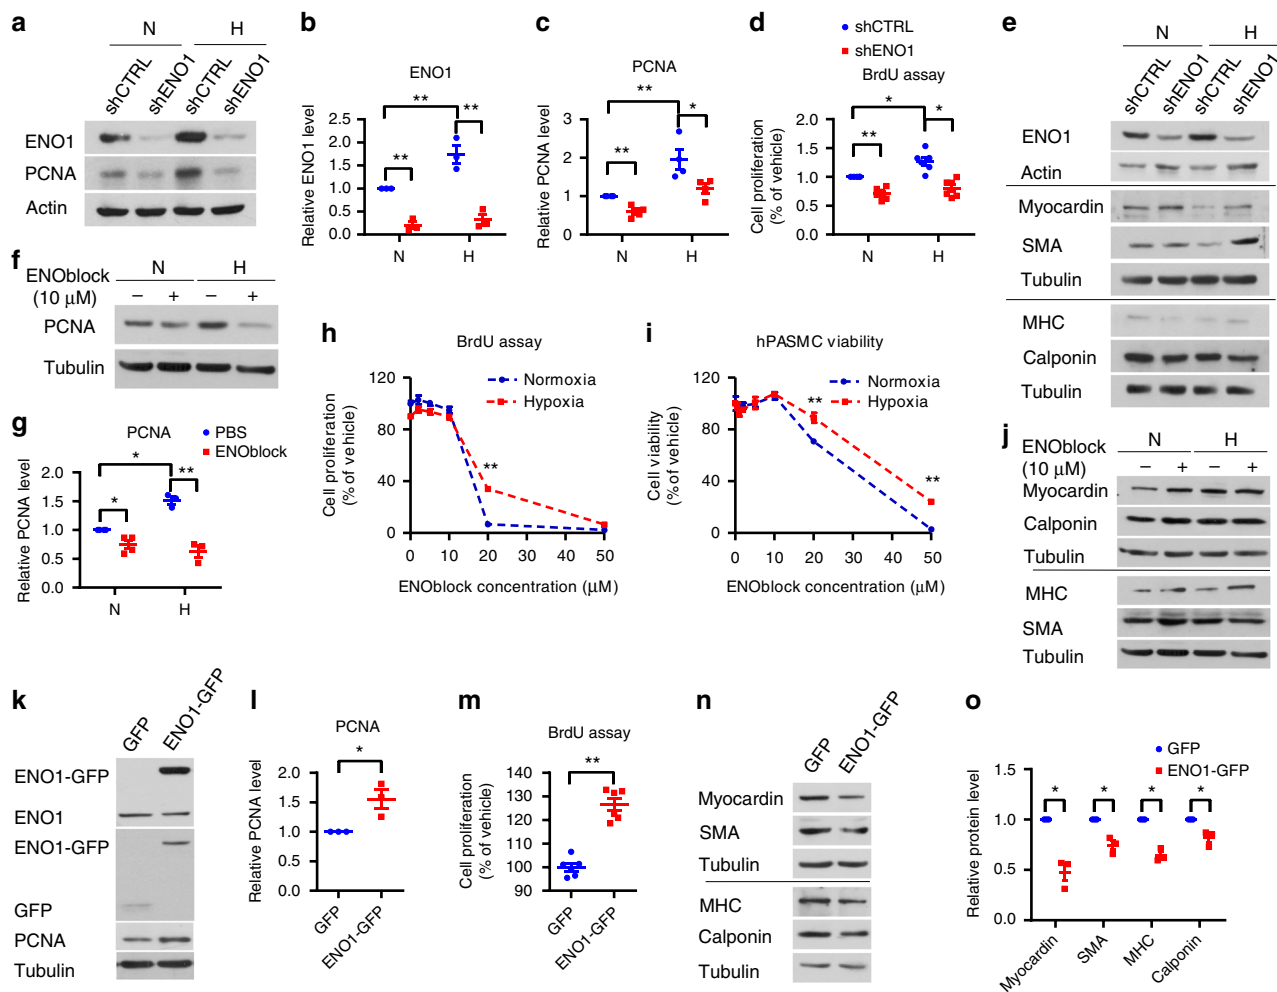 a
N H
shCTRL shENO1 shCTRL shENO1
ENO1
PCNA
Actin
b
ENO1
Relative ENO1 level
2.5
2.0
1.5
1.0
0.5
0.0
** ** **
N H
c
PCNA
Relative PCNA level
3
2
1
0
** ** *
N H
d
shCTRL
shENO1
BrdU assay
Cell proliferation
(% of vehicle)
2.0
1.5
1.0
0.5
0.0
** * *
N H
e
N H
shCTRL shENO1 shCTRL shENO1
ENO1
Actin
Myocardin
SMA
Tubulin
MHC
Calponin
Tubulin
f
N H
ENOblock
(10 μM) − + − +
PCNA
Tubulin
g
PCNA
PBS
ENOblock
Relative PCNA level
2.0
1.5
1.0
0.5
0.0
* * **
N H
h
BrdU assay
Normoxia
Hypoxia
Cell proliferation
(% of vehicle)
120
80
40
0
**
0 10 20 30 40 50
ENOblock concentration (μM)
i
hPASMC viability
Normoxia
Hypoxia
Cell viability
(% of vehicle)
120
80
40
0
** **
0 10 20 30 40 50
ENOblock concentration (μM)
j
N H
ENOblock
(10 μM) − + − +
Myocardin
Calponin
Tubulin
MHC
SMA
Tubulin
k
GFP ENO1-GFP
ENO1-GFP
ENO1
ENO1-GFP
GFP
PCNA
Tubulin
l
PCNA
Relative PCNA level
2.0
1.5
1.0
0.5
0.0
*
GFP ENO1-GFP
m
BrdU assay
Cell proliferation
(% of vehicle)
140
130
120
110
100
90
**
GFP ENO1-GFP
n
GFP ENO1-GFP
Myocardin
SMA
Tubulin
MHC
Calponin
Tubulin
o
GFP
ENO1-GFP
Relative protein level
1.5
1.0
0.5
0.0
* * * *
Myocardin SMA MHC Calponin